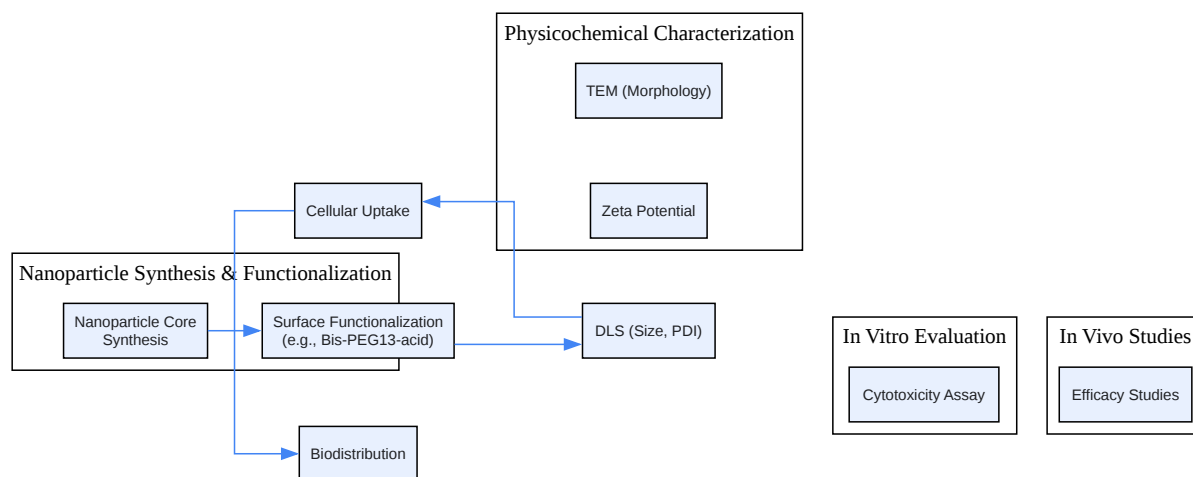 Physicochemical Characterization
TEM (Morphology)
Cellular Uptake
Zeta Potential
Nanoparticle Synthesis & Functionalization
Nanoparticle Core
Synthesis
Surface Functionalization
(e.g., Bis-PEG13-acid)
DLS (Size, PDI)
In Vitro Evaluation
Cytotoxicity Assay
In Vivo Studies
Efficacy Studies
Biodistribution